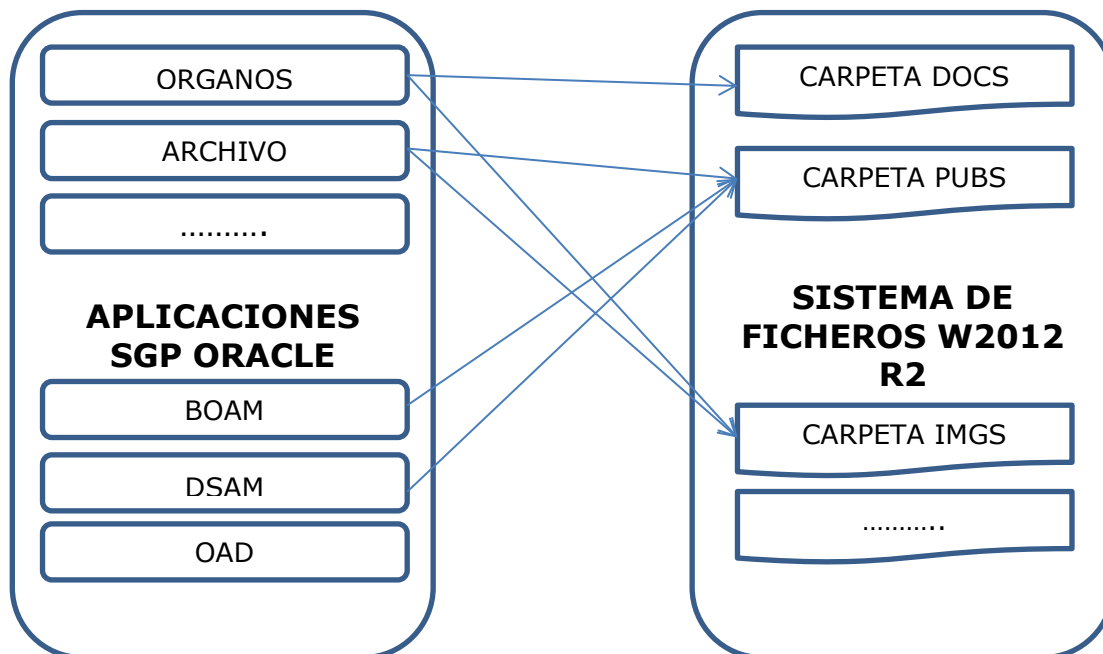 ORGANOS
ARCHIVO
……….
APLICACIONES
SGP ORACLE
BOAM
DSAM
OAD
CARPETA DOCS
CARPETA PUBS
SISTEMA DE
FICHEROS W2012
R2
CARPETA IMGS
………..